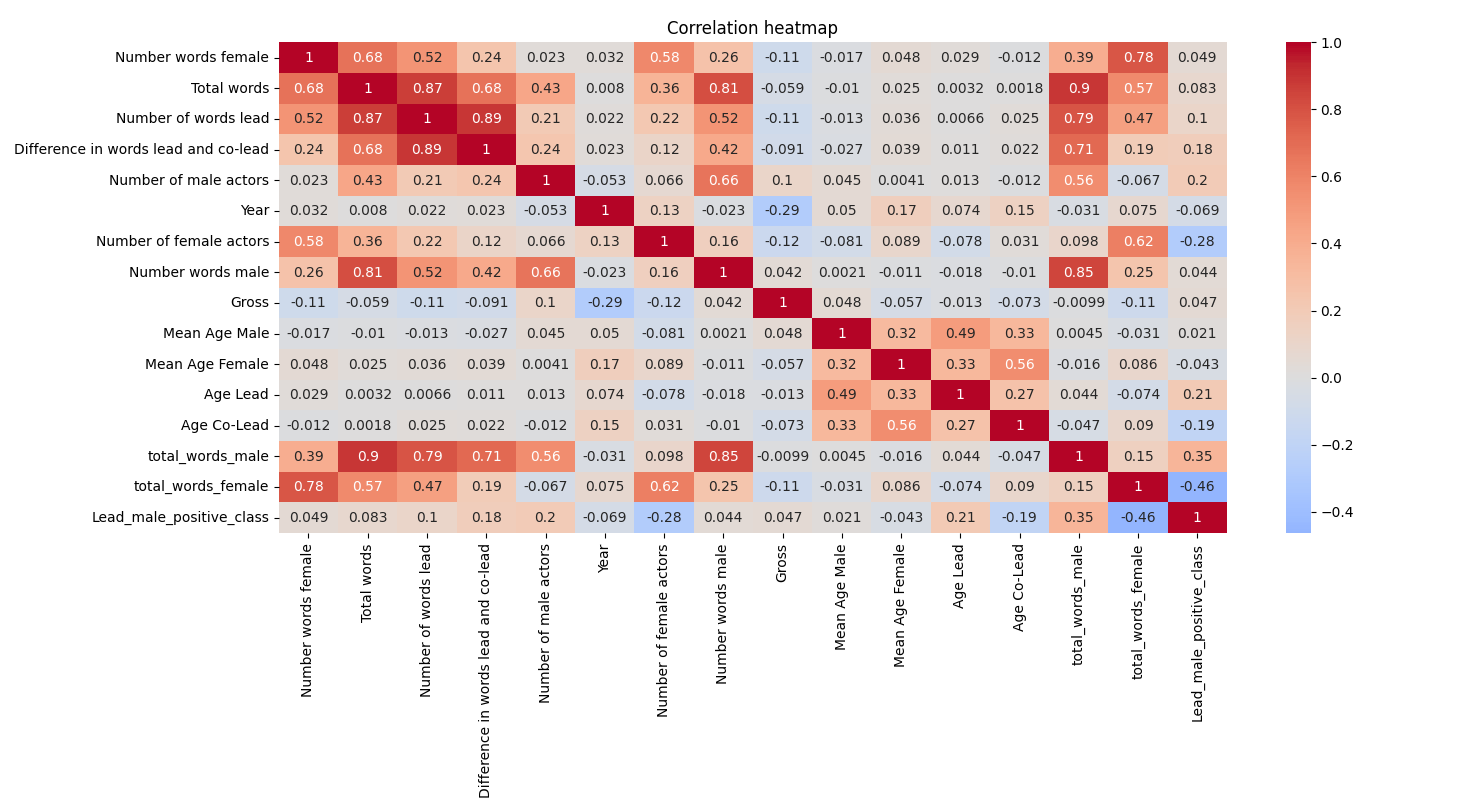 Correlation heatmap
Number words female 1 0.68 0.52 0.24 0.023 0.032 0.58 0.26 -0.11 -0.017 0.048 0.029 -0.012 0.39 0.78 0.049
Total words 0.68 1 0.87 0.68 0.43 0.008 0.36 0.81 -0.059 -0.01 0.025 0.0032 0.0018 0.9 0.57 0.083
Number of words lead 0.52 0.87 1 0.89 0.21 0.022 0.22 0.52 -0.11 -0.013 0.036 0.0066 0.025 0.79 0.47 0.1
Difference in words lead and co-lead 0.24 0.68 0.89 1 0.24 0.023 0.12 0.42 -0.091 -0.027 0.039 0.011 0.022 0.71 0.19 0.18
Number of male actors 0.023 0.43 0.21 0.24 1 -0.053 0.066 0.66 0.1 0.045 0.0041 0.013 -0.012 0.56 -0.067 0.2
Year 0.032 0.008 0.022 0.023 -0.053 1 0.13 -0.023 -0.29 0.05 0.17 0.074 0.15 -0.031 0.075 -0.069
Number of female actors 0.58 0.36 0.22 0.12 0.066 0.13 1 0.16 -0.12 -0.081 0.089 -0.078 0.031 0.098 0.62 -0.28
Number words male 0.26 0.81 0.52 0.42 0.66 -0.023 0.16 1 0.042 0.0021 -0.011 -0.018 -0.01 0.85 0.25 0.044
Gross -0.11 -0.059 -0.11 -0.091 0.1 -0.29 -0.12 0.042 1 0.048 -0.057 -0.013 -0.073 -0.0099 -0.11 0.047
Mean Age Male -0.017 -0.01 -0.013 -0.027 0.045 0.05 -0.081 0.0021 0.048 1 0.32 0.49 0.33 0.0045 -0.031 0.021
Mean Age Female 0.048 0.025 0.036 0.039 0.0041 0.17 0.089 -0.011 -0.057 0.32 1 0.33 0.56 -0.016 0.086 -0.043
Age Lead 0.029 0.0032 0.0066 0.011 0.013 0.074 -0.078 -0.018 -0.013 0.49 0.33 1 0.27 0.044 -0.074 0.21
Age Co-Lead -0.012 0.0018 0.025 0.022 -0.012 0.15 0.031 -0.01 -0.073 0.33 0.56 0.27 1 -0.047 0.09 -0.19
total_words_male 0.39 0.9 0.79 0.71 0.56 -0.031 0.098 0.85 -0.0099 0.0045 -0.016 0.044 -0.047 1 0.15 0.35
total_words_female 0.78 0.57 0.47 0.19 -0.067 0.075 0.62 0.25 -0.11 -0.031 0.086 -0.074 0.09 0.15 1 -0.46
Lead_male_positive_class 0.049 0.083 0.1 0.18 0.2 -0.069 -0.28 0.044 0.047 0.021 -0.043 0.21 -0.19 0.35 -0.46 1
Number words female
Total words
Number of words lead
Difference in words lead and co-lead
Number of male actors
Year
Number of female actors
Number words male
Gross
Mean Age Male
Mean Age Female
Age Lead
Age Co-Lead
total_words_male
total_words_female
Lead_male_positive_class
1.0
0.8
0.6
0.4
0.2
0.0
−0.2
−0.4